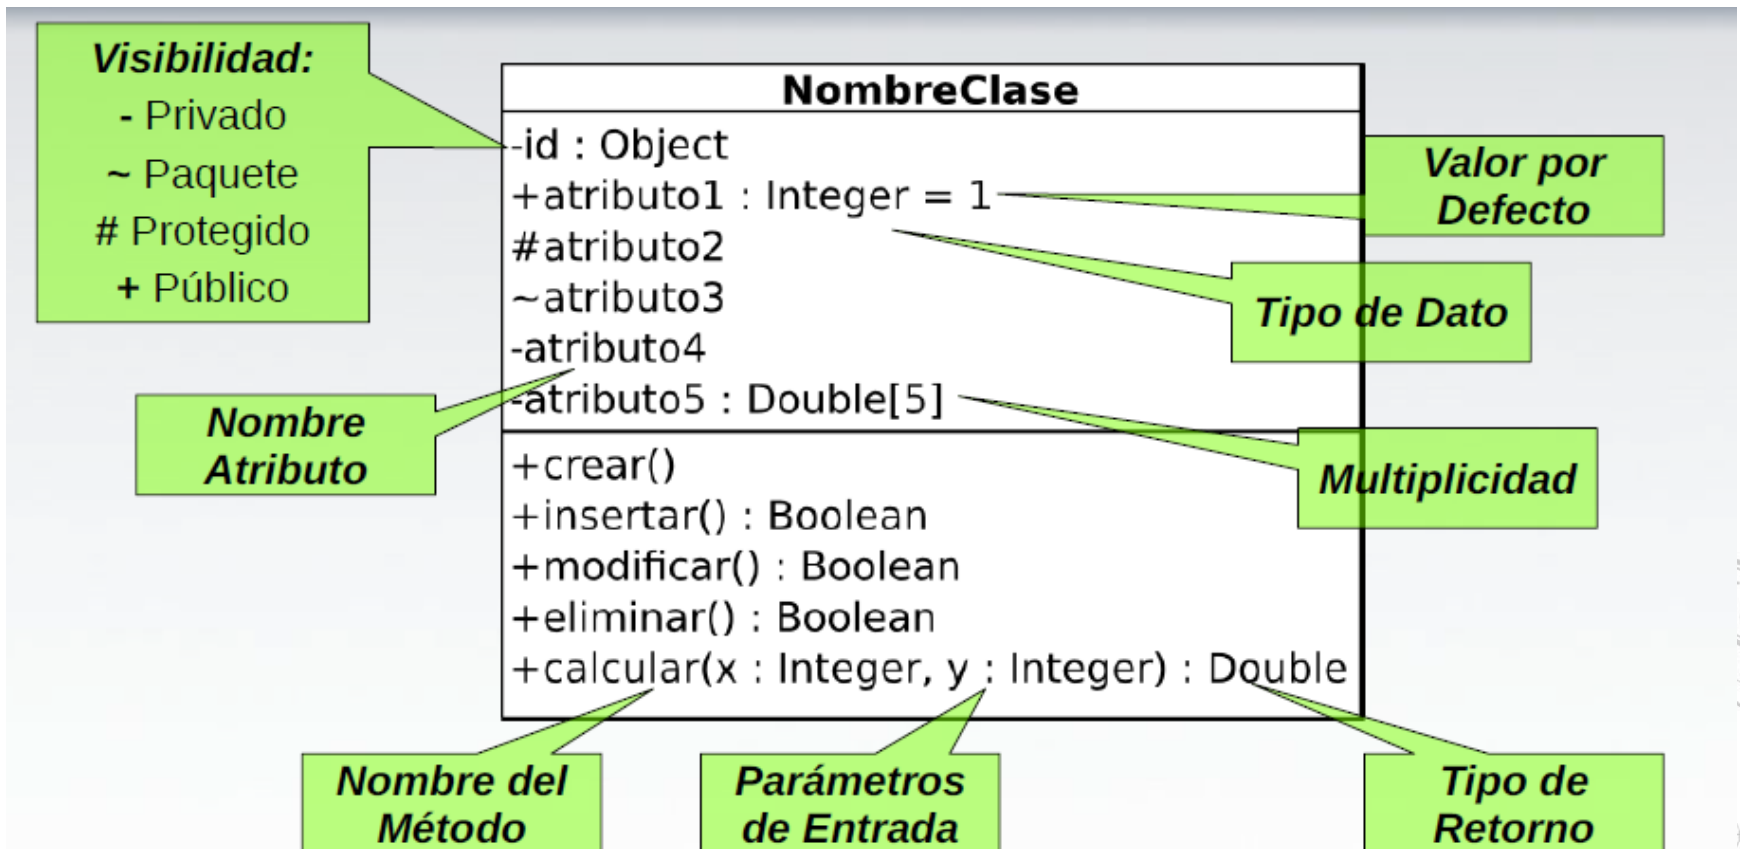 Visibilidad:
- Privado
~ Paquete
# Protegido
+ Público
NombreClase
-id : Object
+atributo1 : Integer = 1
#atributo2
~atributo3
-atributo4
-atributo5 : Double[5]
+crear()
+insertar() : Boolean
+modificar() : Boolean
+eliminar() : Boolean
+calcular(x : Integer, y : Integer) : Double
Valor por
Defecto
Tipo de Dato
Nombre
Atributo
Multiplicidad
Nombre del
Método
Parámetros
de Entrada
Tipo de
Retorno